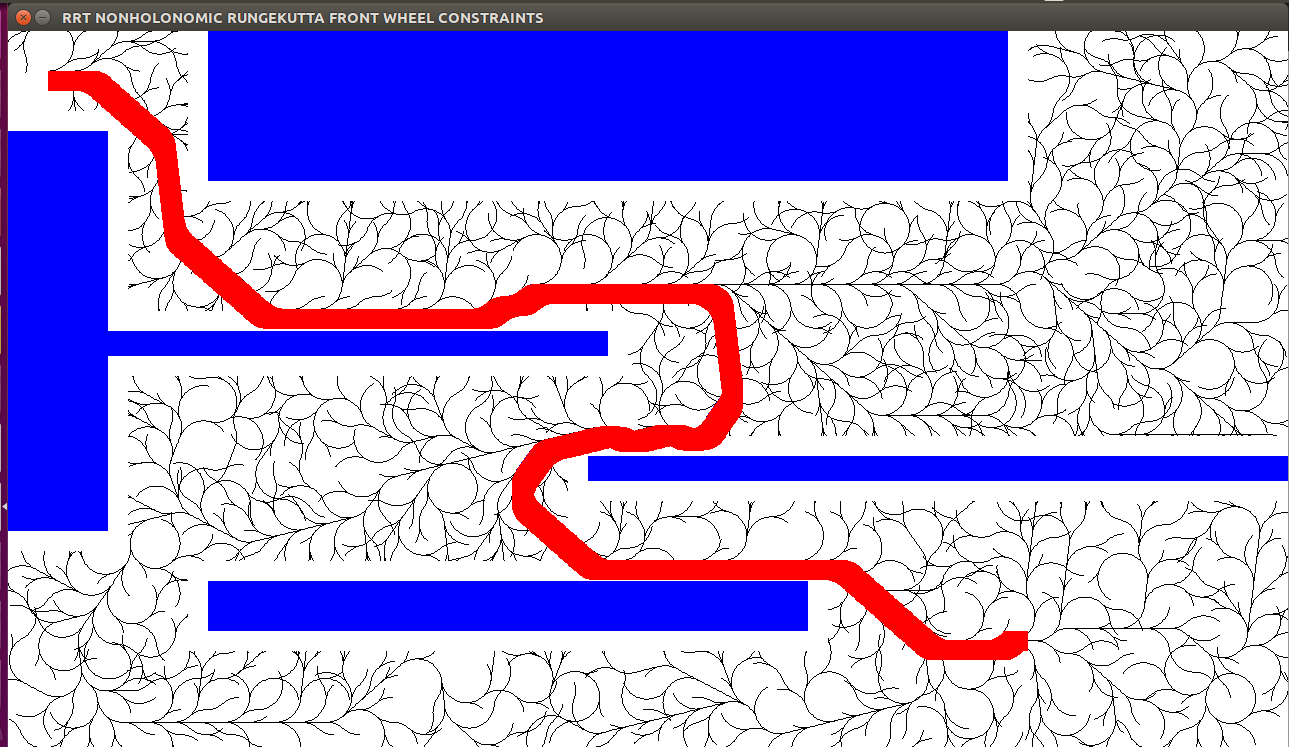 RRT NONHOLONOMIC RUNGEKUTTA FRONT WHEEL CONSTRAINTS